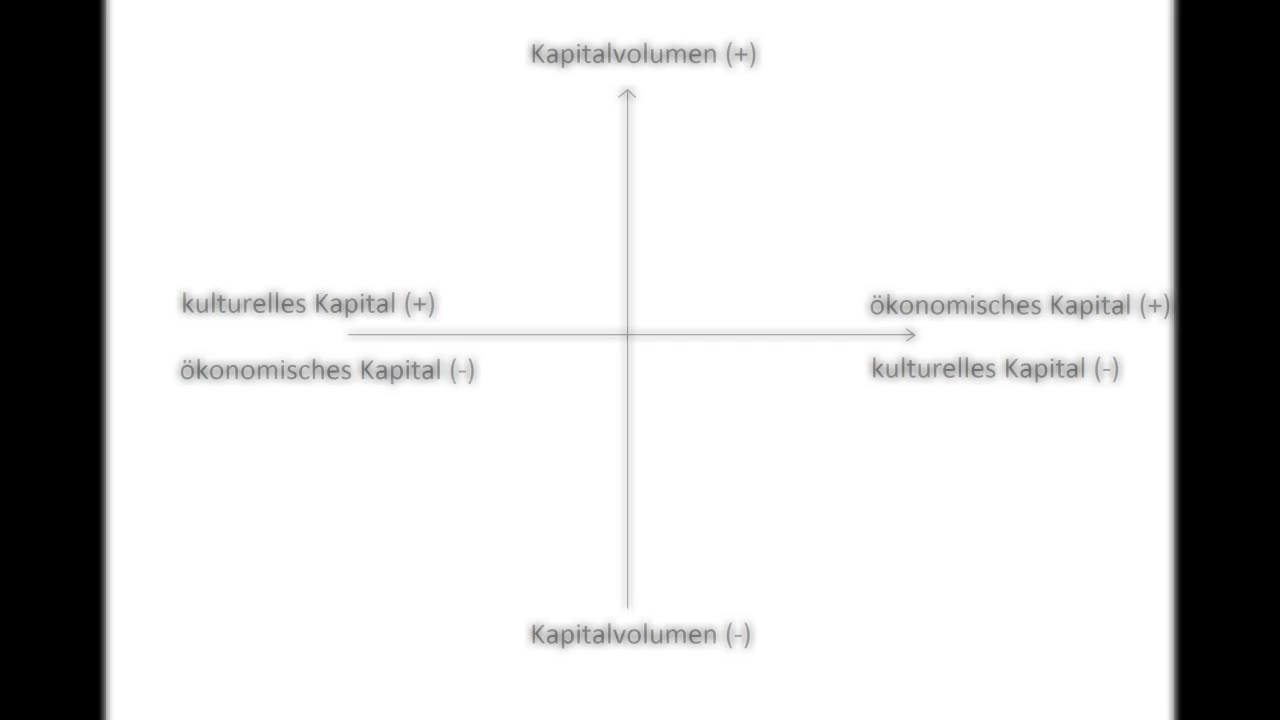 Kapitalvolumen (+)
kulturelles Kapital (+)
ökonomisches Kapital (-)
ökonomisches Kapital (+)
kulturelles Kapital (-)
Kapitalvolumen (-)